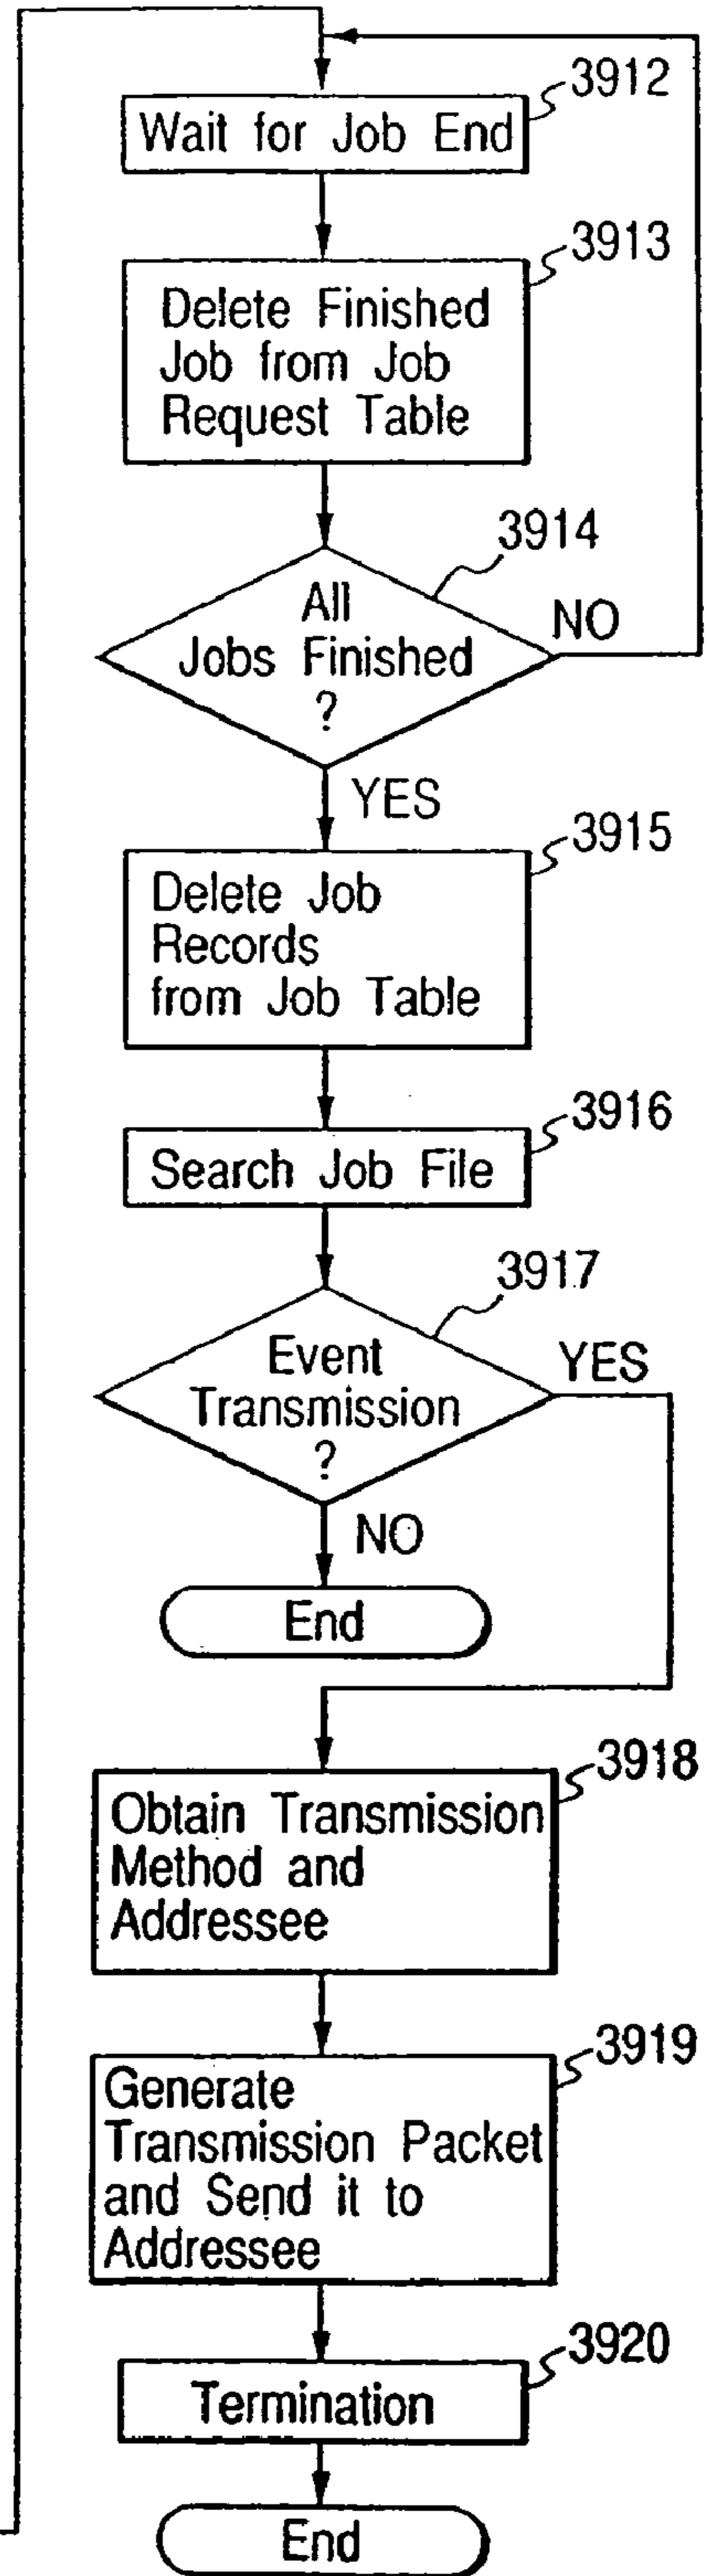 3912
Wait for Job End
3913
Delete Finished
Job from Job
Request Table
3914
All
Jobs Finished
?
NO
YES
3915
Delete Job
Records
from Job Table
3916
Search Job File
3917
Event
Transmission
?
YES
NO
End
3918
Obtain Transmission
Method and
Addressee
3919
Generate
Transmission Packet
and Send it to
Addressee
3920
Termination
End